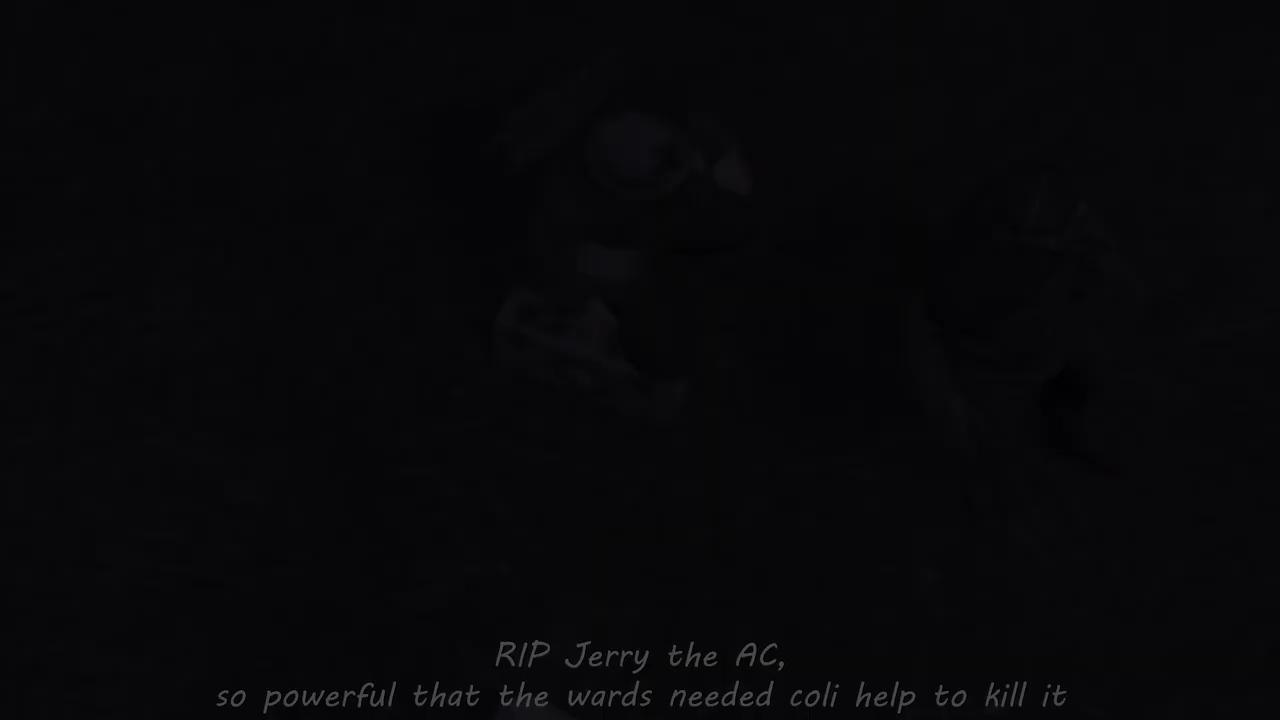 RIP Jerry the AC,
so powerful that the wards needed coli help to kill it